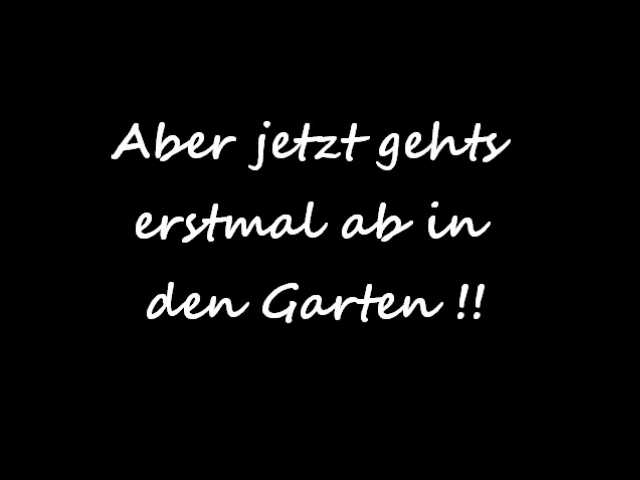 Aber jetzt gehts
erstmal ab in
den Garten !!